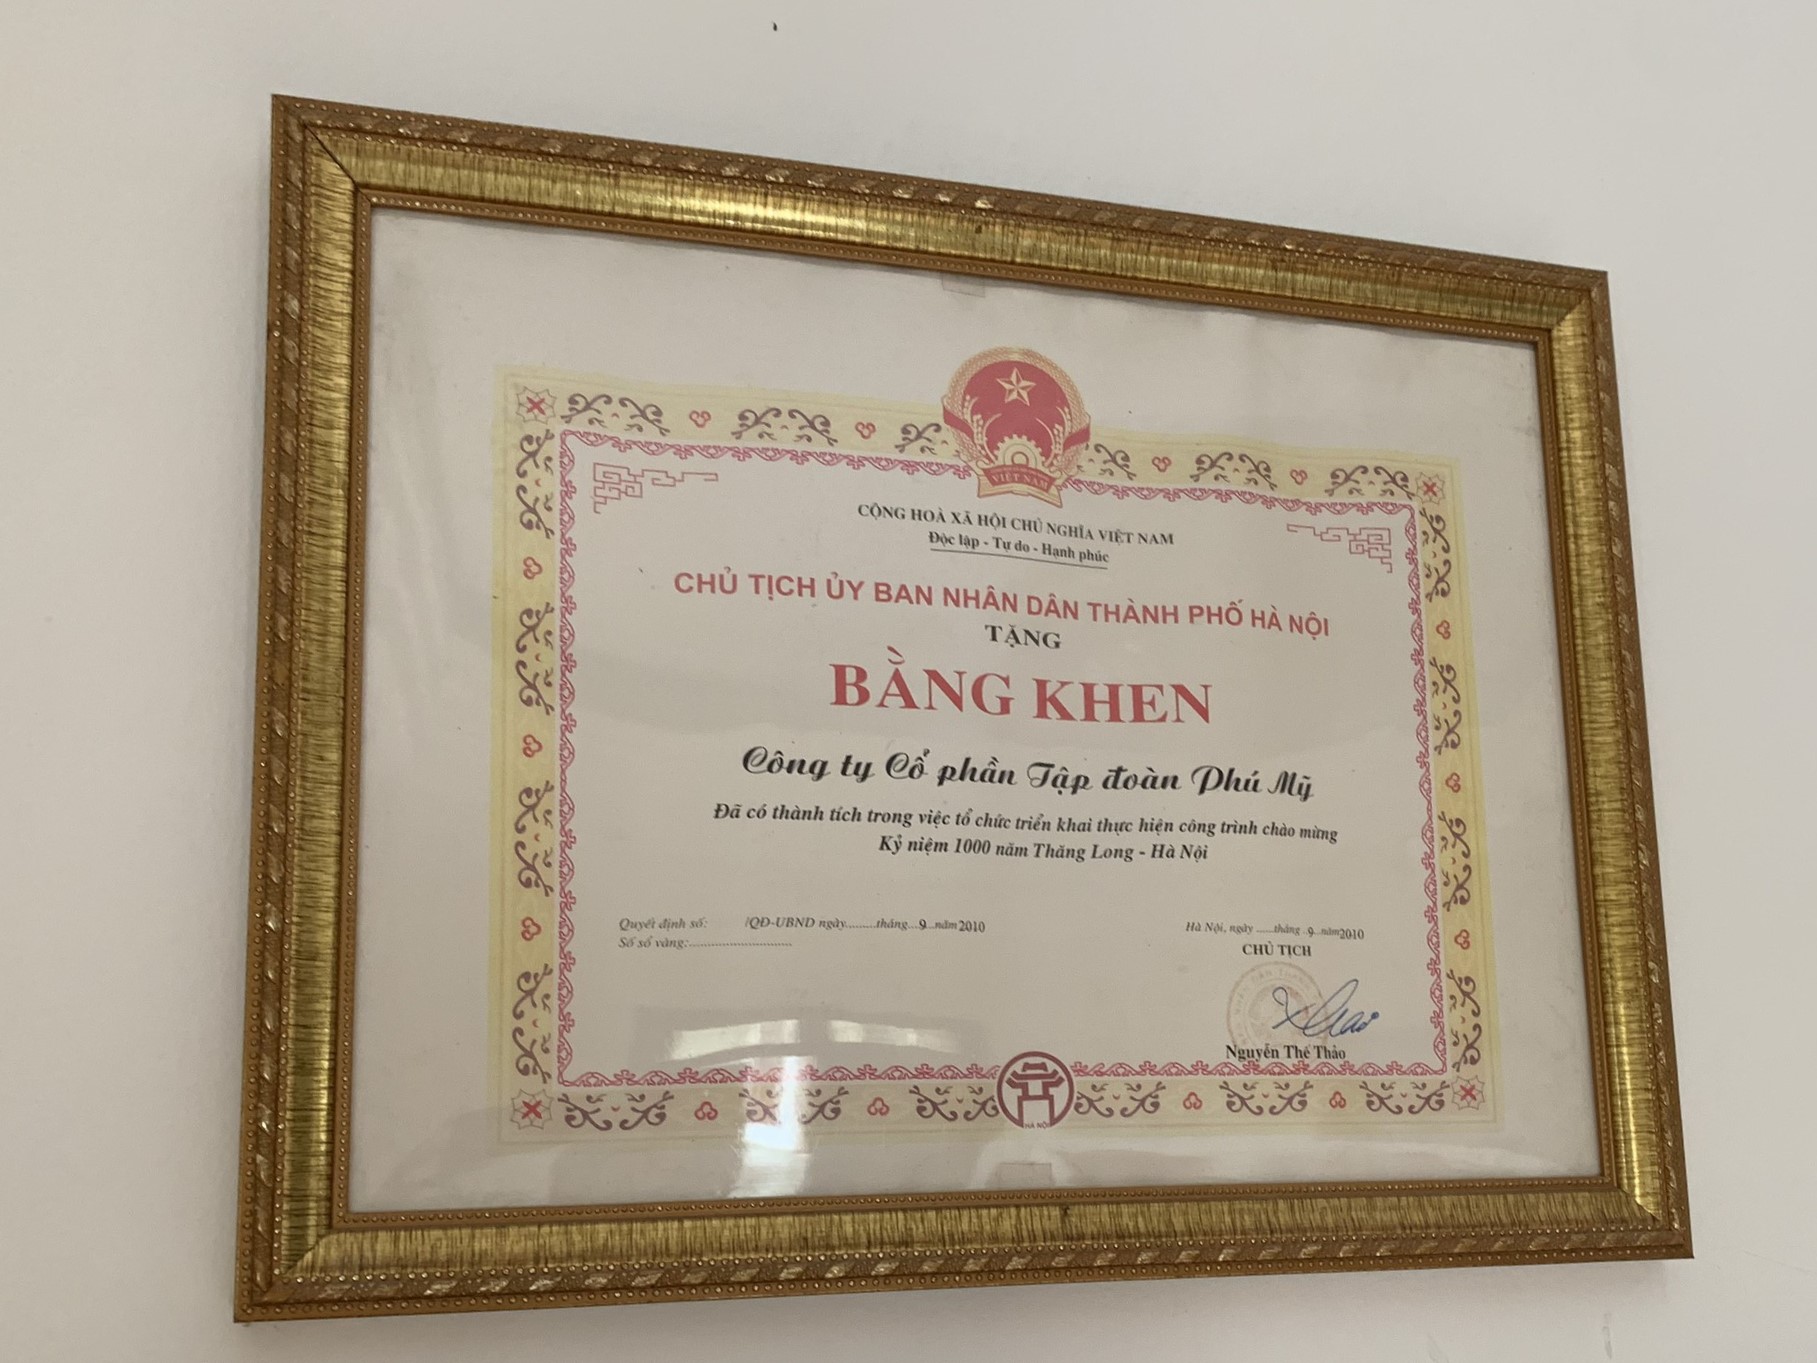 VIỆT NAM
CỘNG HOÀ XÃ HỘI CHỦ NGHĨA VIỆT NAM
Độc lập - Tự do - Hạnh phúc
CHỦ TỊCH ỦY BAN NHÂN DÂN THÀNH PHỐ HÀ NỘI
TẶNG
BẰNG KHEN
Công ty Cổ phần Tập đoàn Phú Mỹ
Đã có thành tích trong việc tổ chức triển khai thực hiện công trình chào mừng
Kỷ niệm 1000 năm Thăng Long - Hà Nội
Quyết định số: /QĐ-UBND ngày.........tháng...9...năm 2010
Số sổ vàng:............................
Hà Nội, ngày ......tháng ..9...năm2010
CHỦ TỊCH
Nguyễn Thế Thảo
HÀ NỘI